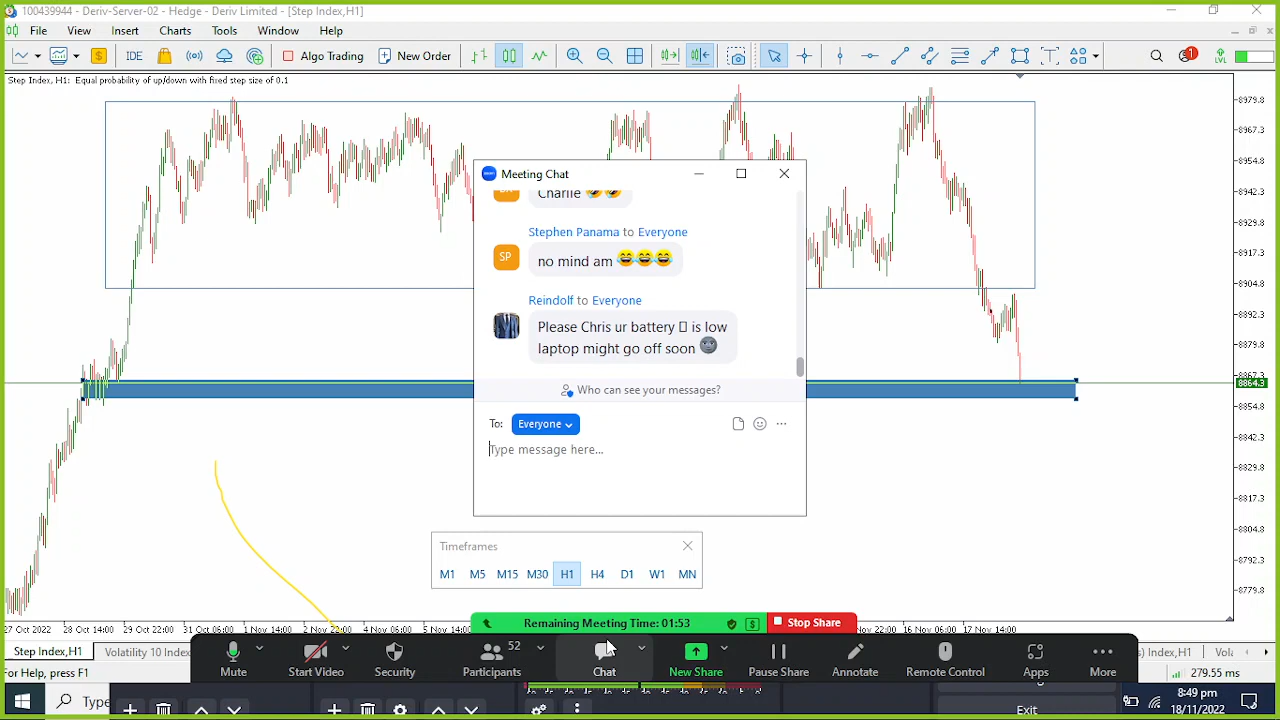 100439944 - Deriv-Server-02 - Hedge - Deriv Limited - [Step Index,H1]
File View Insert Charts Tools Window Help
IDE Algo Trading New Order 1 LVL
Step Index, H1: Equal probability of up/down with fixed step size of 0.1
8979.8
8967.3
8954.8
8942.3
8929.8
8917.3
8904.8
8892.3
8879.8
8867.3
8864.3
8854.8
8842.3
8829.8
8817.3
8804.8
8792.3
8779.8
Meeting Chat
Charlie 🤣🤣
Stephen Panama to Everyone
SP
no mind am 😂😂😂
Reindolf to Everyone
Please Chris ur battery ▯ is low
laptop might go off soon 🌚
Who can see your messages?
To: Everyone
Type message here...
Timeframes
M1 M5 M15 M30 H1 H4 D1 W1 MN
27 Oct 2022 28 Oct 14:00 29 Oct 22:00 1 Nov 14:00 2 Nov 22:00 4 Nov 06:00 5 Nov 14:00 Nov 22:00 16 Nov 06:00 17 Nov 14:00
Remaining Meeting Time: 01:53 $ Stop Share
Step Index,H1 Volatility 10 Index s) Index,H1 Vola
For Help, press F1
279.55 ms
52
Mute Start Video Security Participants Chat New Share Pause Share Annotate Remote Control Apps More
Type
Exit
8:49 pm
18/11/2022